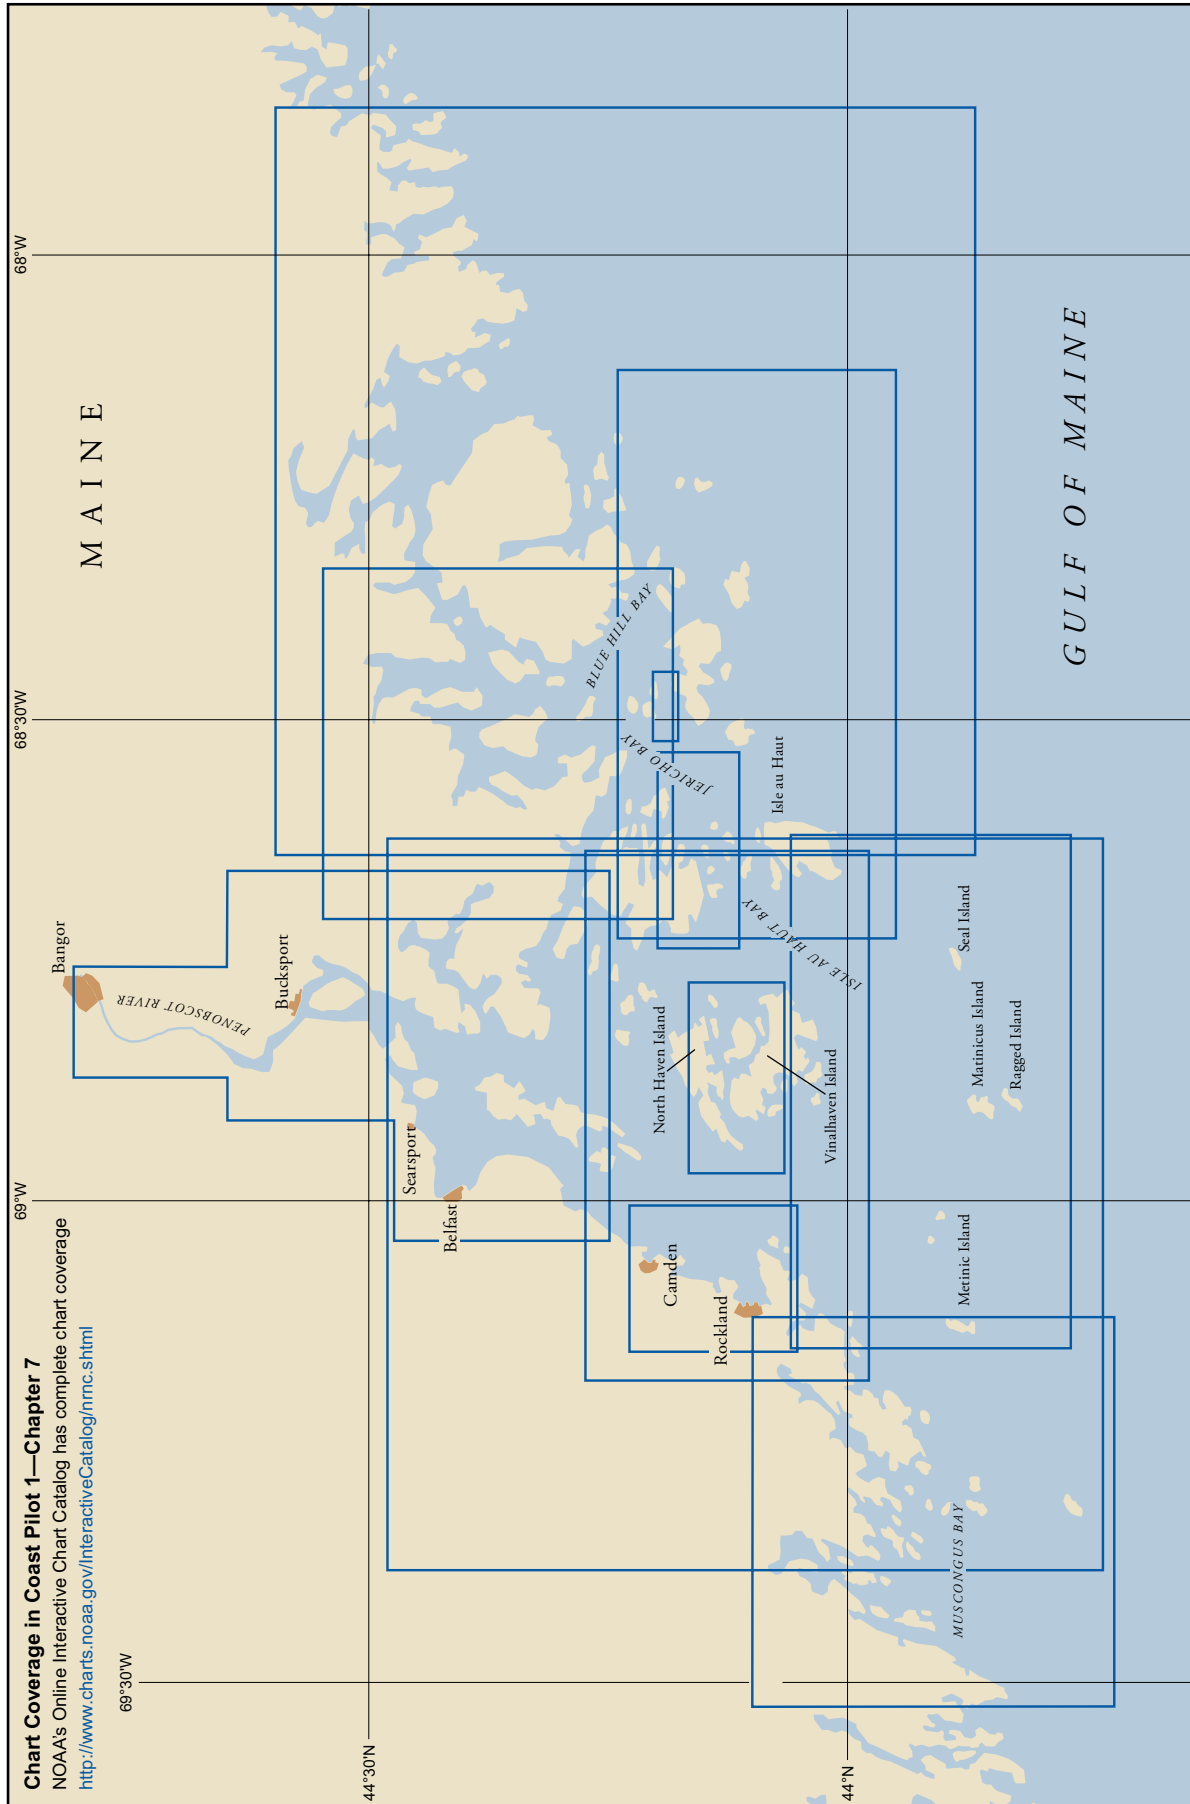 Chart Coverage in Coast Pilot 1—Chapter 7
NOAA's Online Interactive Chart Catalog has complete chart coverage
http://www.charts.noaa.gov/InteractiveCatalog/nrnc.shtml
69°30'W
69°W
68°30'W
68°W
44°30'N
44°N
MAINE
GULF OF MAINE
Bangor
PENOBSCOT RIVER
Bucksport
Searsport
Belfast
Camden
Rockland
BLUE HILL BAY
JERICHO BAY
Isle au Haut
ISLE AU HAUT BAY
North Haven Island
Vinalhaven Island
Seal Island
Matinicus Island
Ragged Island
Metinic Island
MUSCONGUS BAY